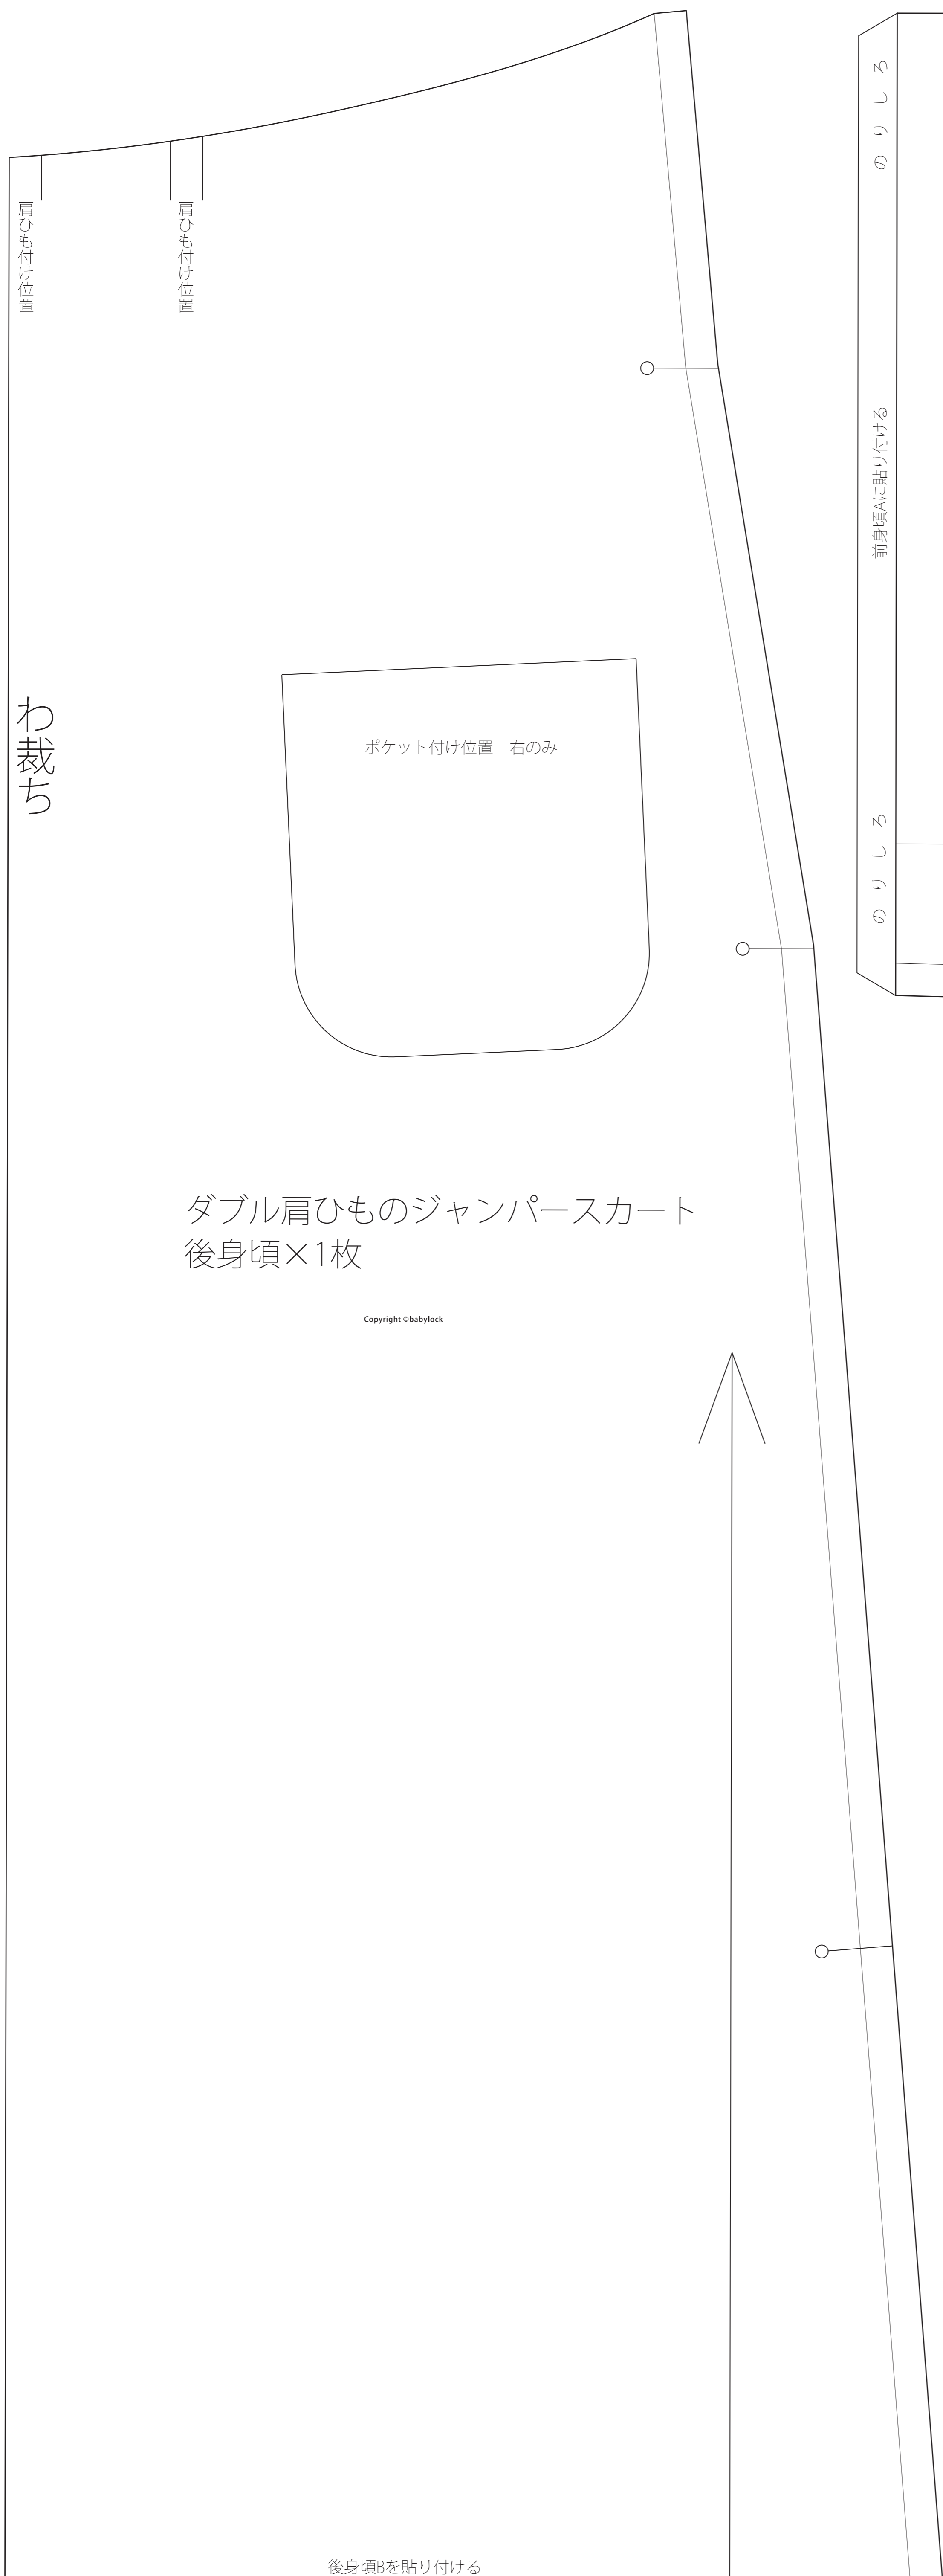 肩ひも付け位置
肩ひも付け位置
のりしろ
前身頃Aに貼り付ける
わ裁ち
ポケット付け位置　右のみ
のりしろ
ダブル肩ひものジャンパースカート
後身頃×1枚
Copyright ©babylock
後身頃Bを貼り付ける